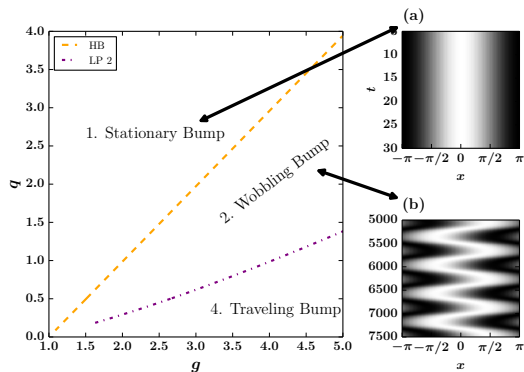 (a)
HB
LP 2
1. Stationary Bump
2. Wobbling Bump
4. Traveling Bump
4.0
3.5
3.0
2.5
2.0
1.5
1.0
0.5
0.0
q
1.0 1.5 2.0 2.5 3.0 3.5 4.0 4.5 5.0
g
5
10
15
20
25
30
t
−π −π/2 0 π/2 π
x
(b)
5000
5500
6000
6500
7000
7500
−π −π/2 0 π/2 π
x